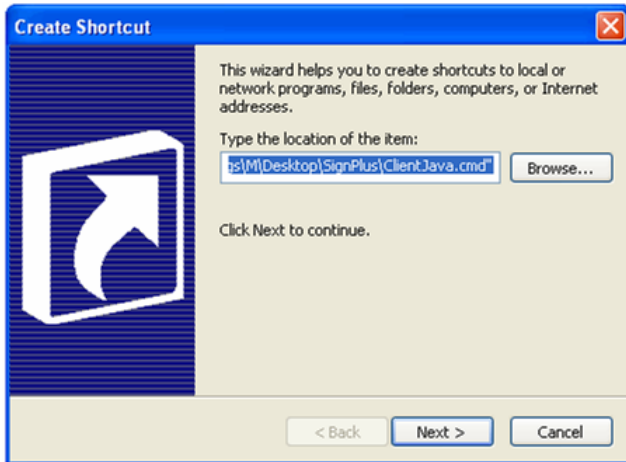 Create Shortcut
This wizard helps you to create shortcuts to local or
network programs, files, folders, computers, or Internet
addresses.
Type the location of the item:
gs\M\Desktop\SignPlus\ClientJava.cmd"
Browse...
Click Next to continue.
< Back
Next >
Cancel